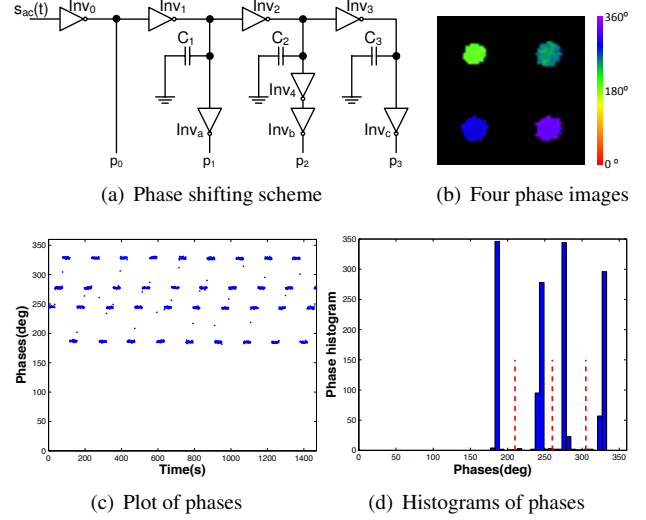 s_ac(t) Inv_0 Inv_1 Inv_2 Inv_3
C_1 C_2 C_3
Inv_4
Inv_a Inv_b Inv_c
p_0 p_1 p_2 p_3
360°
180°
0 °
(a) Phase shifting scheme
(b) Four phase images
Phases(deg)
350
300
250
200
150
100
50
0
0 200 400 600 800 1000 1200 1400
Time(s)
Phase histogram
350
300
250
200
150
100
50
0
0 50 100 150 200 250 300 350
Phases(deg)
(c) Plot of phases
(d) Histograms of phases